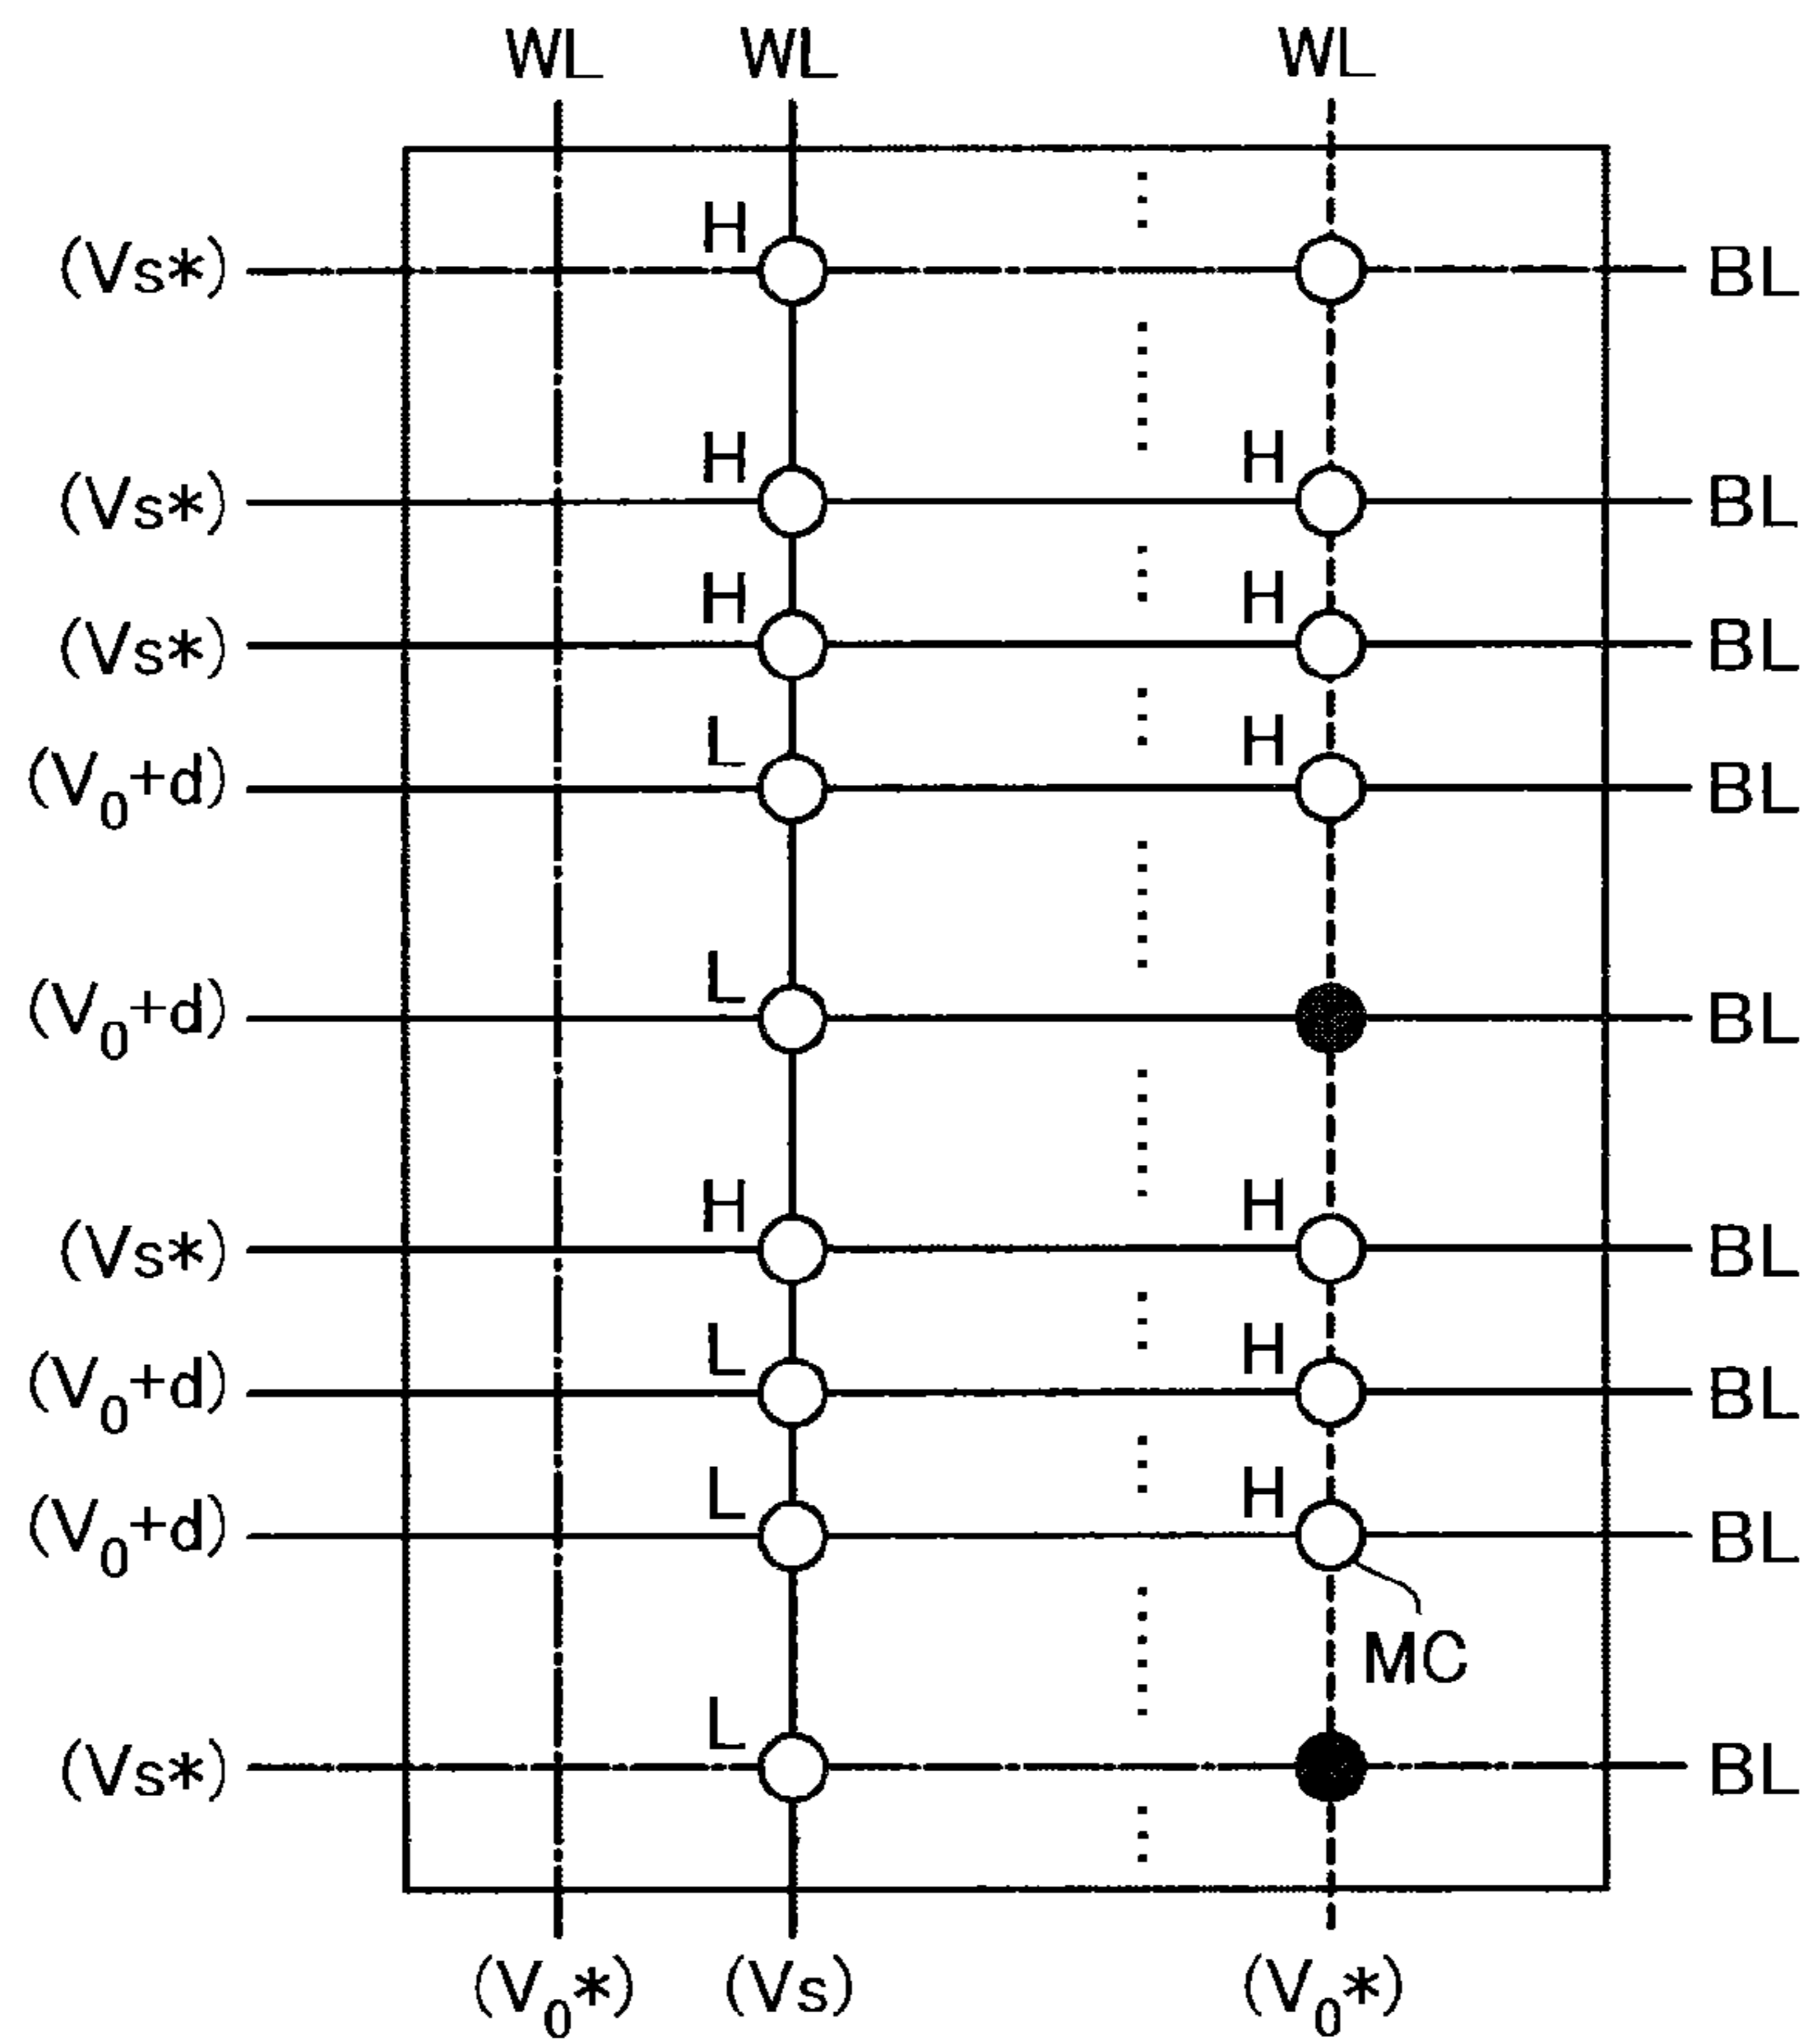 WL WL WL
H
(Vs*) BL
H H
(Vs*) BL
H H
(Vs*) BL
L H
(V₀+d) BL
L
(V₀+d) BL
H H
(Vs*) BL
L H
(V₀+d) BL
L H
(V₀+d) BL
MC
L
(Vs*) BL
(V₀*) (Vs) (V₀*)